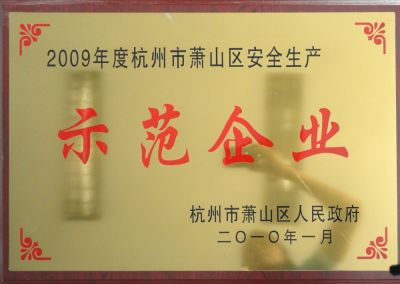 2009年度杭州市萧山区安全生产
示范企业
杭州市萧山区人民政府
二〇一〇年一月